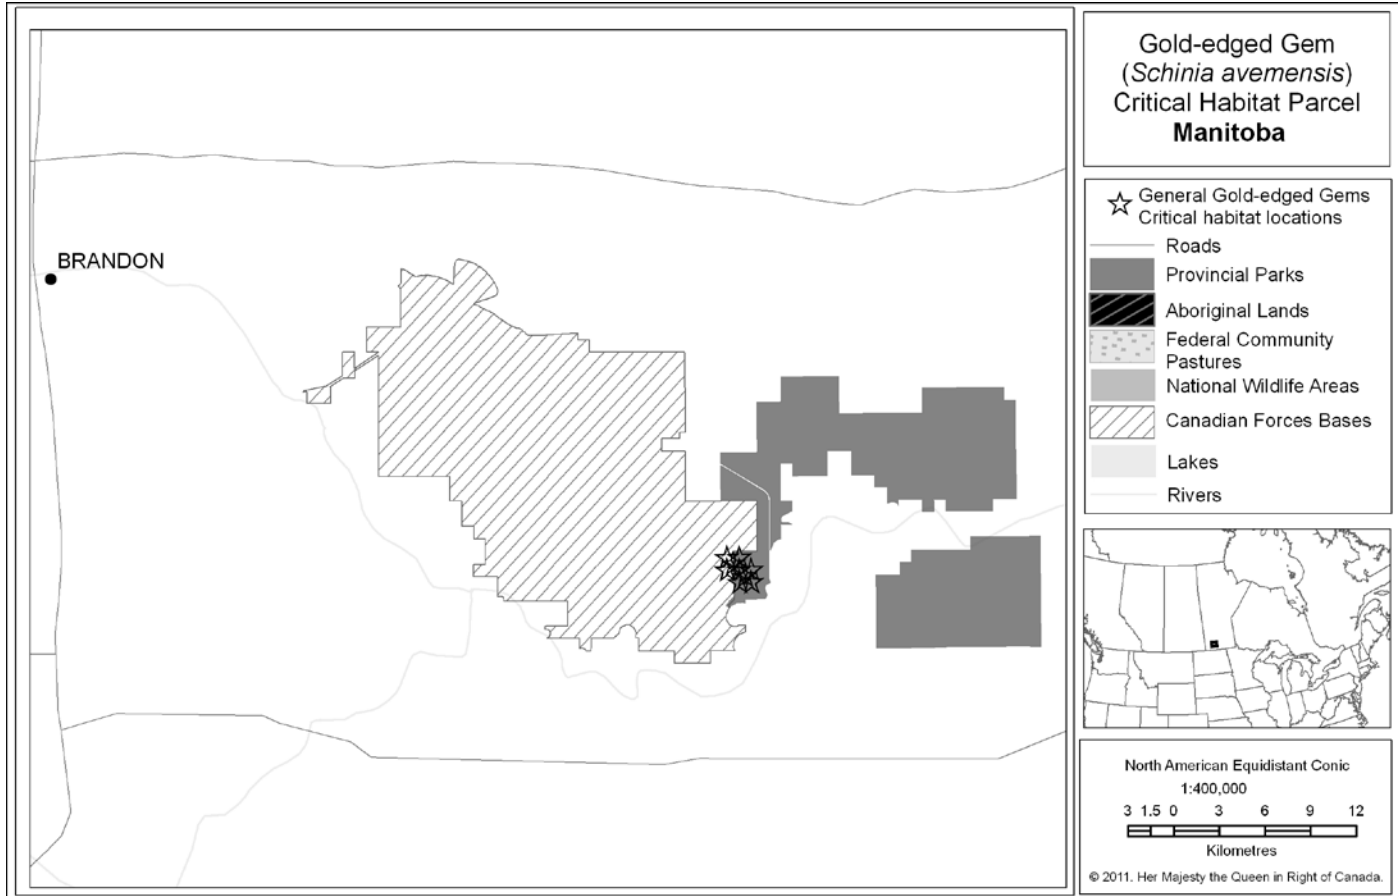 Gold-edged Gem
(Schinia avemensis)
Critical Habitat Parcel
Manitoba
BRANDON
General Gold-edged Gems
Critical habitat locations
Roads
Provincial Parks
Aboriginal Lands
Federal Community
Pastures
National Wildlife Areas
Canadian Forces Bases
Lakes
Rivers
North American Equidistant Conic
1:400,000
3 1.5 0 3 6 9 12
Kilometres
© 2011. Her Majesty the Queen in Right of Canada.